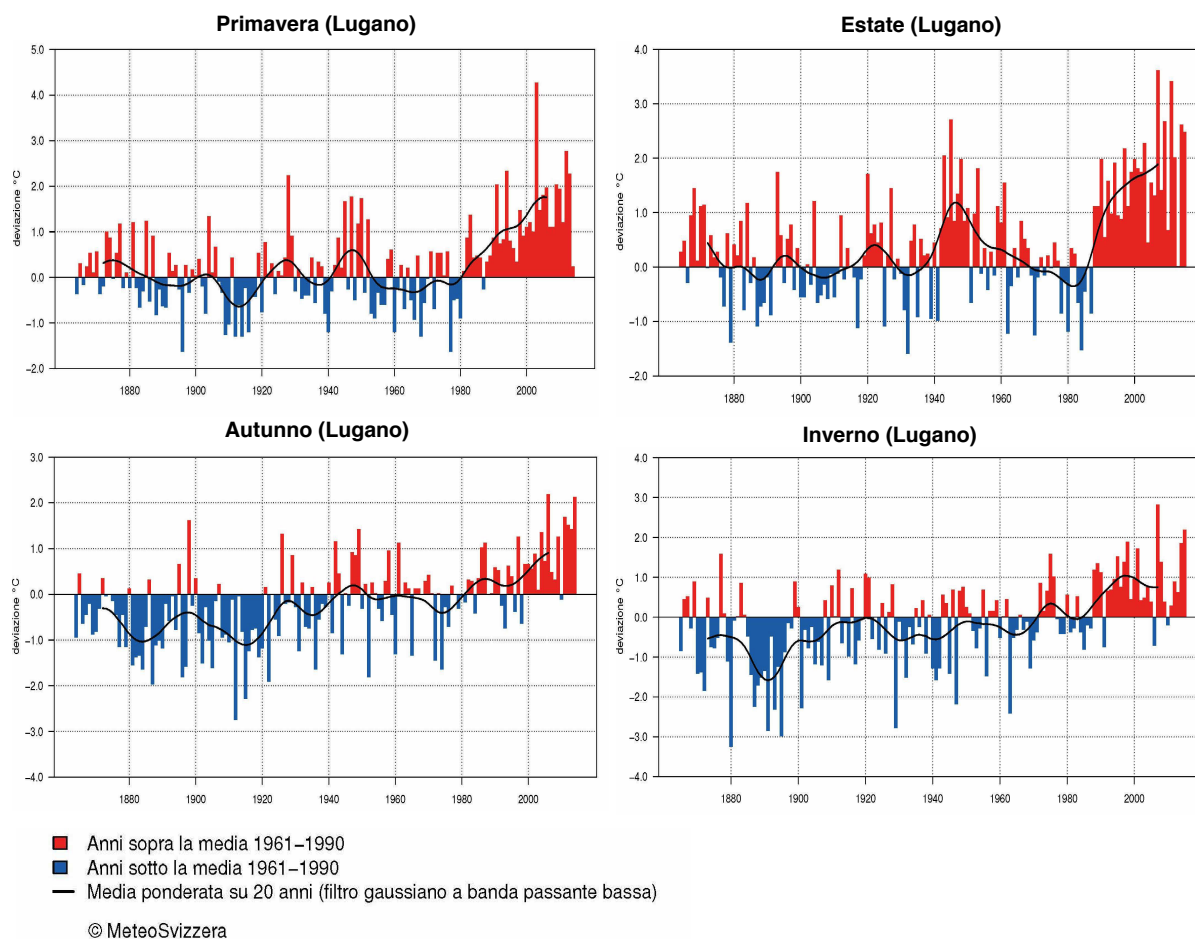 Primavera (Lugano)
5.0
4.0
3.0
2.0
1.0
0.0
−1.0
−2.0
deviazione °C
1880 1900 1920 1940 1960 1980 2000
Estate (Lugano)
4.0
3.0
2.0
1.0
0.0
−1.0
−2.0
deviazione °C
1880 1900 1920 1940 1960 1980 2000
Autunno (Lugano)
3.0
2.0
1.0
0.0
−1.0
−2.0
−3.0
−4.0
deviazione °C
1880 1900 1920 1940 1960 1980 2000
Inverno (Lugano)
4.0
3.0
2.0
1.0
0.0
−1.0
−2.0
−3.0
−4.0
deviazione °C
1880 1900 1920 1940 1960 1980 2000
Anni sopra la media 1961−1990
Anni sotto la media 1961−1990
Media ponderata su 20 anni (filtro gaussiano a banda passante bassa)
© MeteoSvizzera